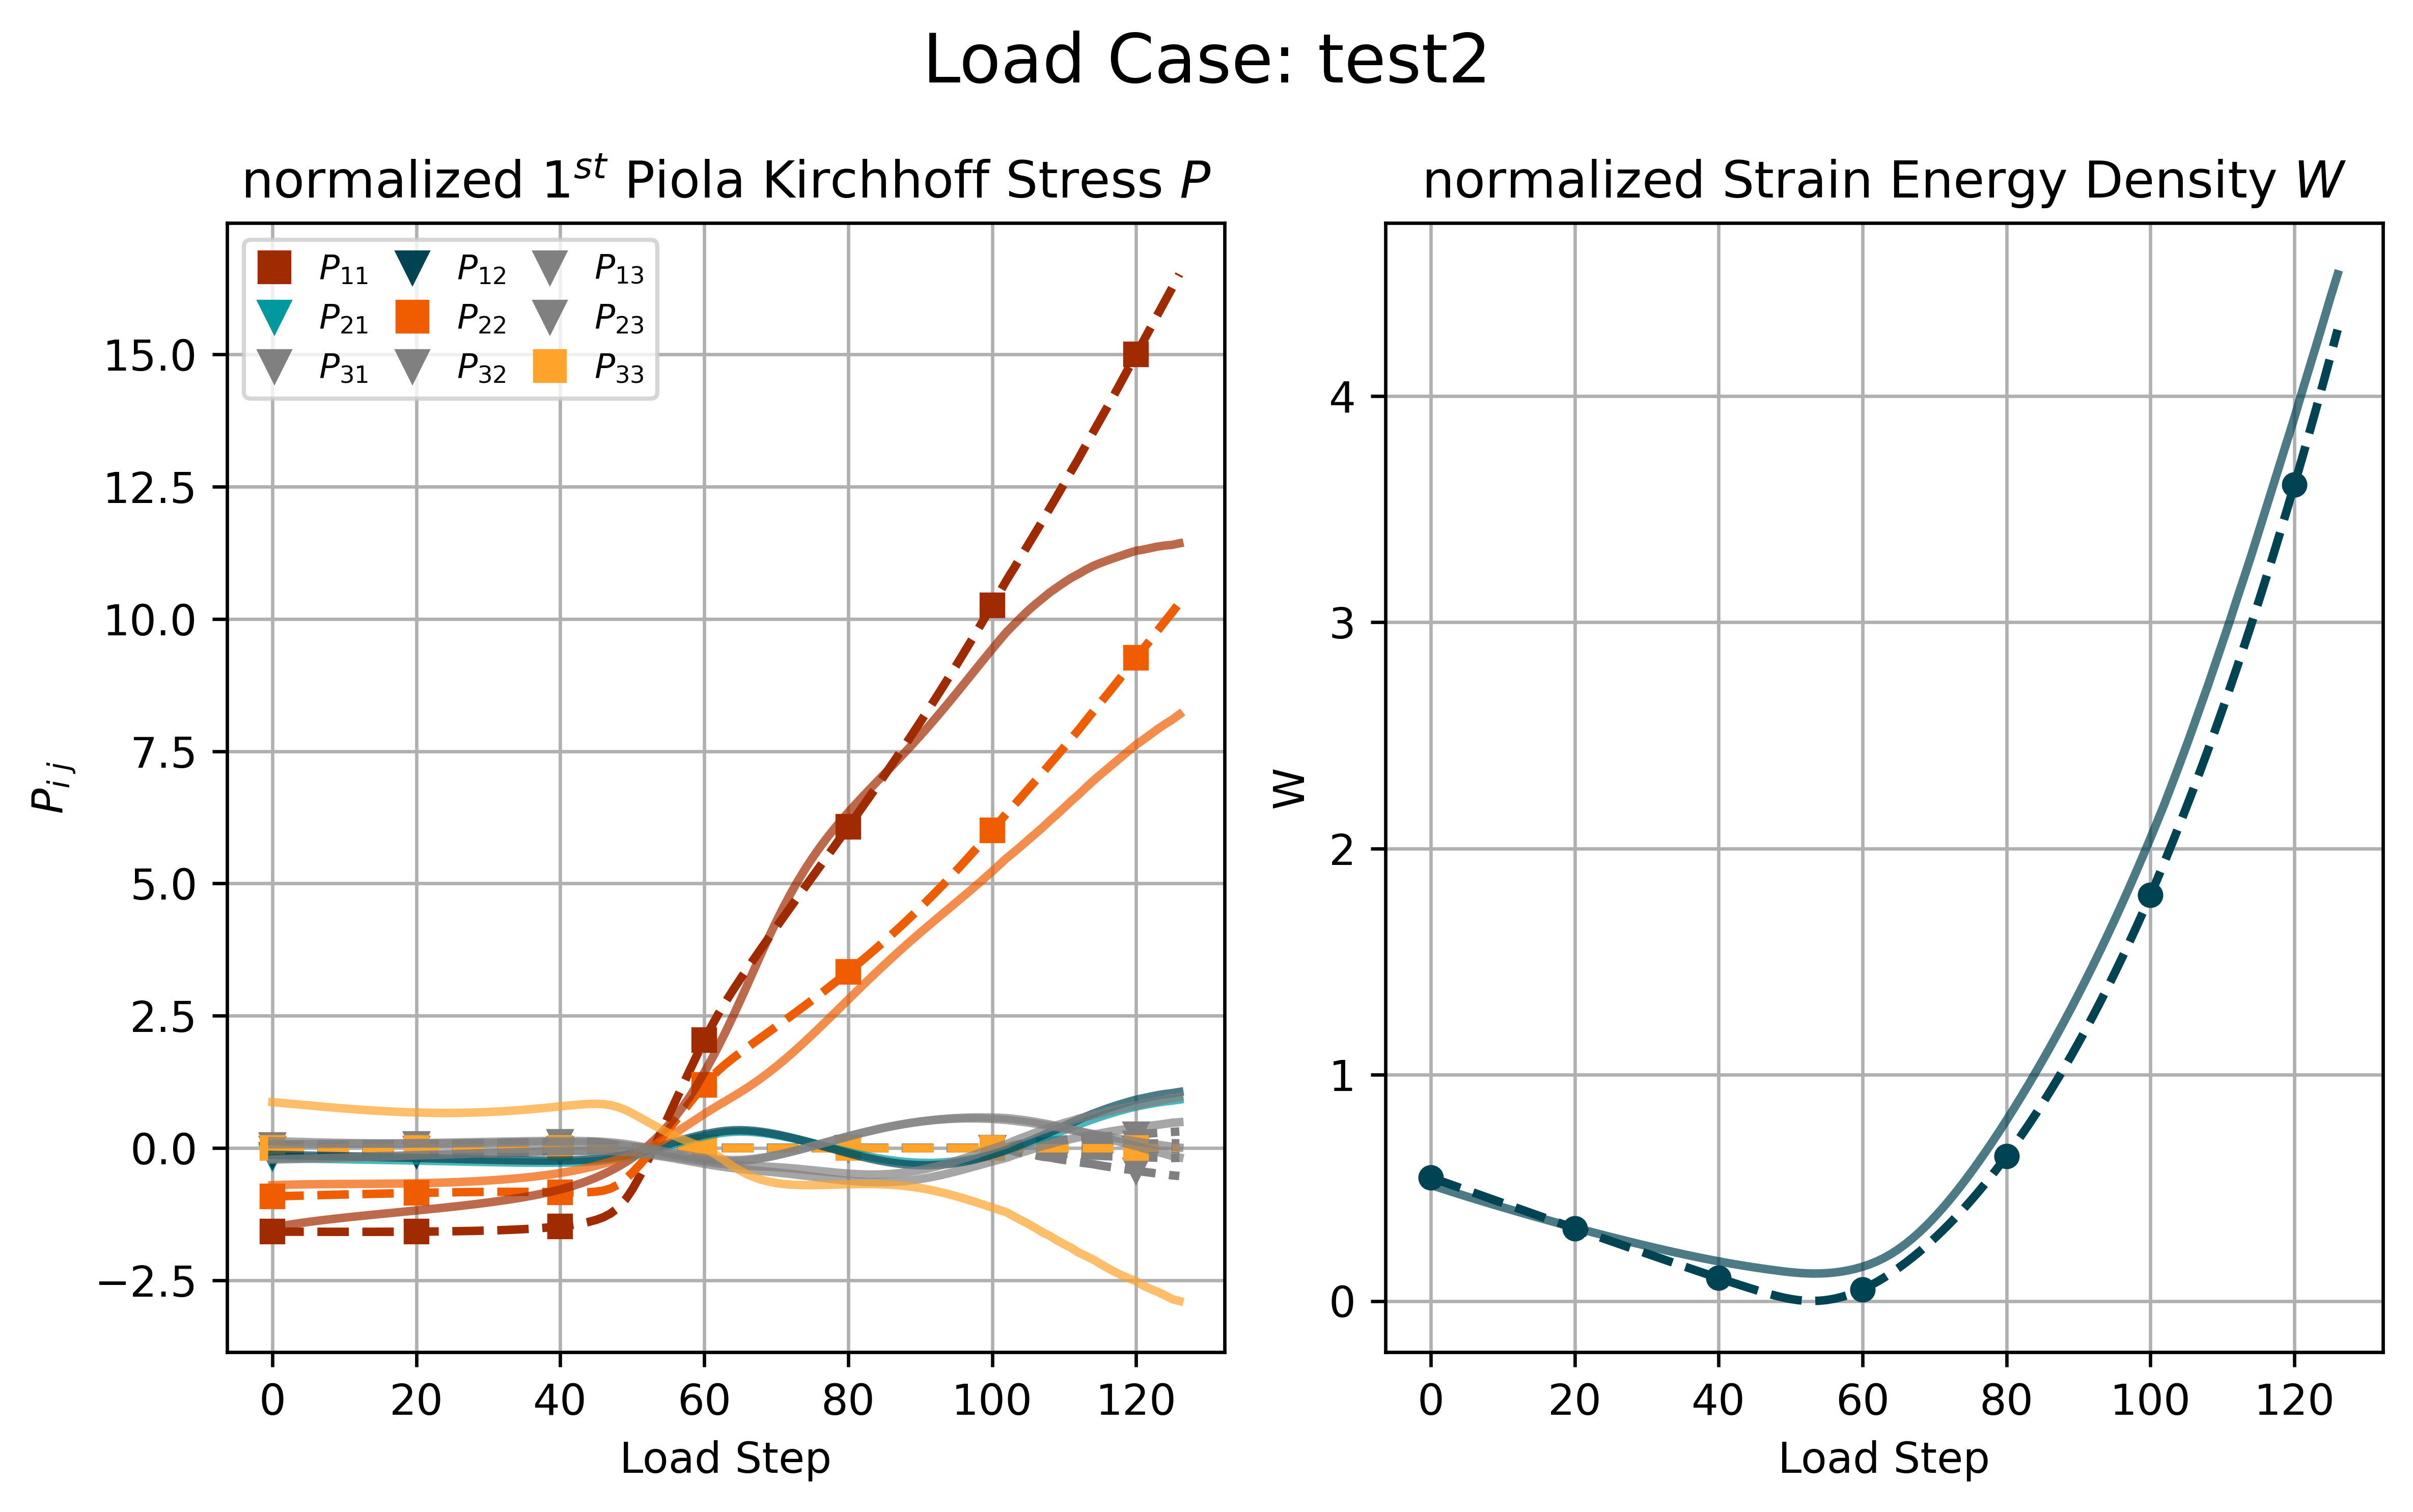 Load Case: test2
normalized 1st Piola Kirchhoff Stress P
P11 P12 P13
P21 P22 P23
P31 P32 P33
15.0
12.5
10.0
7.5
5.0
2.5
0.0
−2.5
Pi j
0 20 40 60 80 100 120
Load Step
normalized Strain Energy Density W
4
3
2
1
0
W
0 20 40 60 80 100 120
Load Step